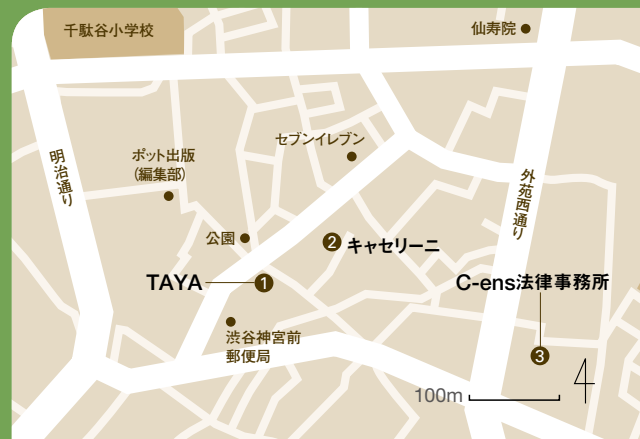 千駄谷小学校
仙寿院
明治通り
ポット出版
(編集部)
セブンイレブン
外苑西通り
公園
2 キャセリーニ
TAYA
1
C-ens法律事務所
渋谷神宮前
郵便局
3
100m